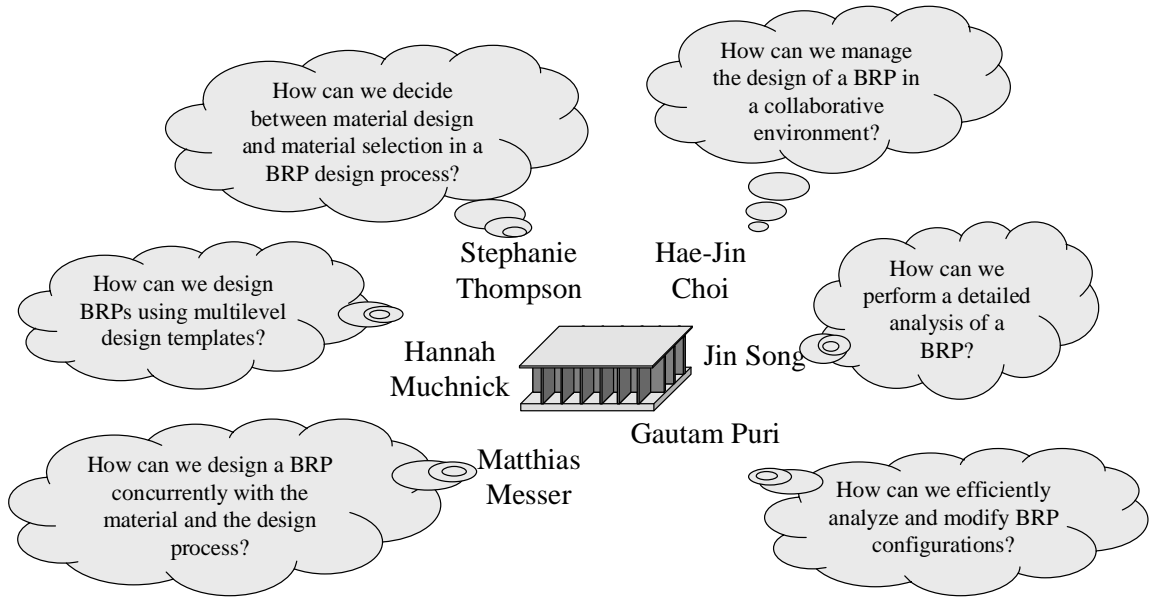 How can we decide
between material design
and material selection in a
BRP design process?
How can we manage
the design of a BRP in
a collaborative
environment?
Stephanie
Thompson
Hae-Jin
Choi
How can we design
BRPs using multilevel
design templates?
How can we
perform a detailed
analysis of a
BRP?
Hannah
Muchnick
Jin Song
Gautam Puri
How can we design a BRP
concurrently with the
material and the design
process?
Matthias
Messer
How can we efficiently
analyze and modify BRP
configurations?